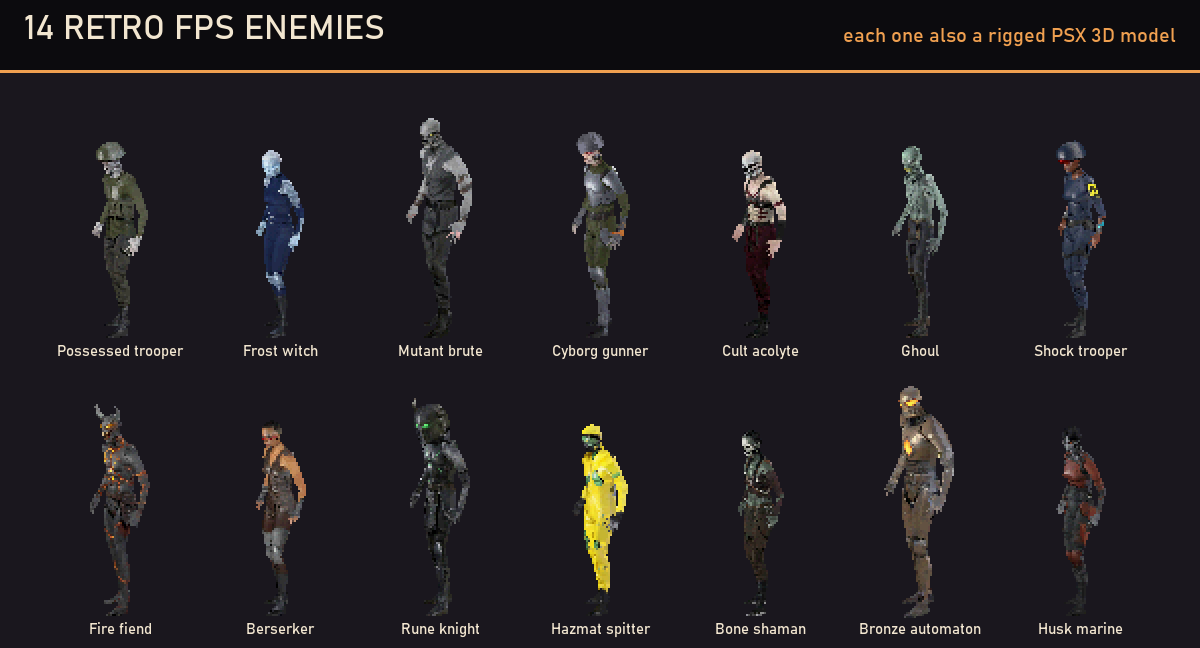 14 RETRO FPS ENEMIES
each one also a rigged PSX 3D model
Possessed trooper
Frost witch
Mutant brute
Cyborg gunner
Cult acolyte
Ghoul
Shock trooper
Fire fiend
Berserker
Rune knight
Hazmat spitter
Bone shaman
Bronze automaton
Husk marine